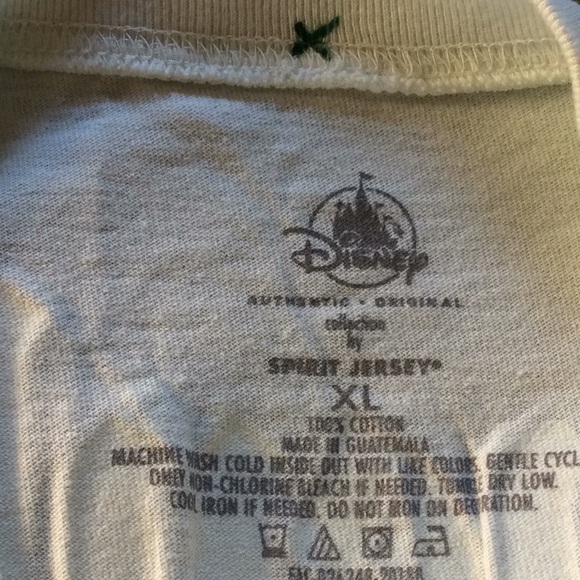 Disney
AUTHENTIC • ORIGINAL
collection
by
SPIRIT JERSEY®
XL
100% COTTON
MADE IN GUATEMALA
MACHINE WASH COLD INSIDE OUT WITH LIKE COLORS. GENTLE CYCL
ONLY NON-CHLORINE BLEACH IF NEEDED. TUMBLE DRY LOW.
COOL IRON IF NEEDED. DO NOT IRON ON DECORATION.